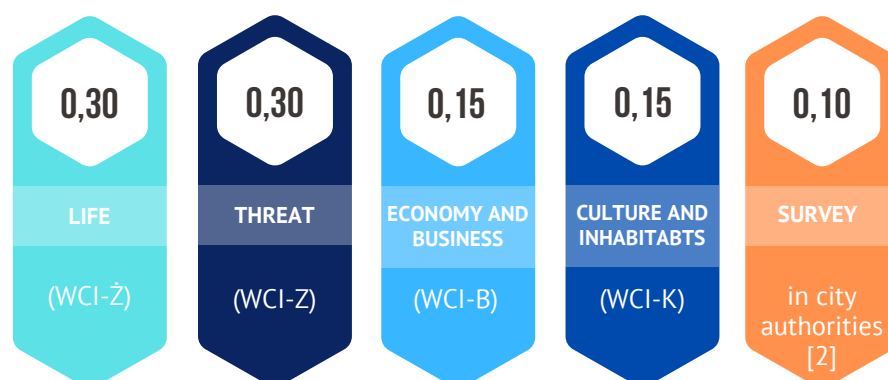 0,30
LIFE
(WCI-Ż)
0,30
THREAT
(WCI-Z)
0,15
ECONOMY AND
BUSINESS
(WCI-B)
0,15
CULTURE AND
INHABITABTS
(WCI-K)
0,10
SURVEY
in city
authorities
[2]